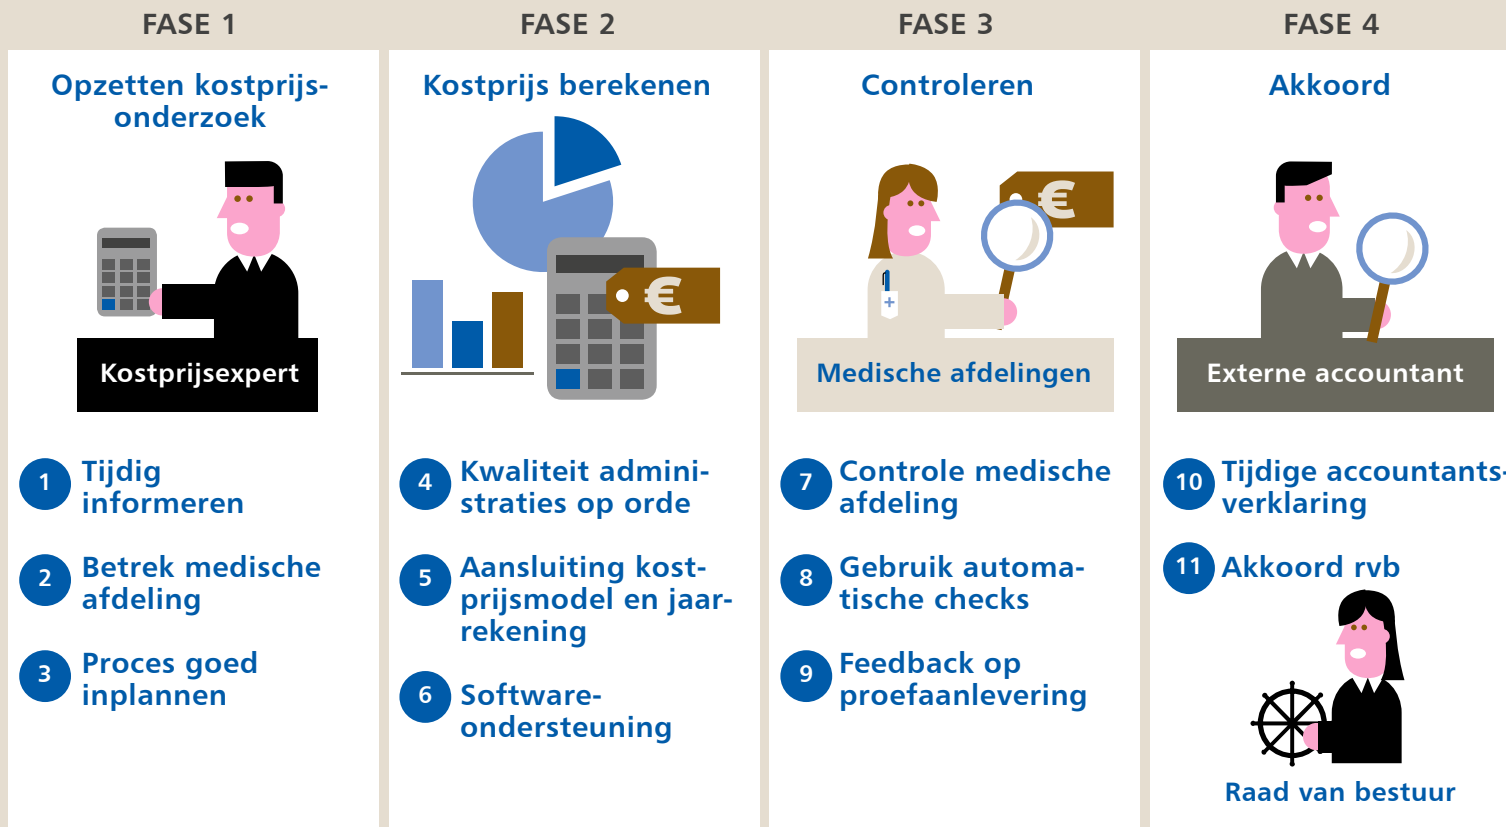 FASE 1
Opzetten kostprijs-
onderzoek
Kostprijsexpert
1 Tijdig
informeren
2 Betrek medische
afdeling
3 Proces goed
inplannen
FASE 2
Kostprijs berekenen
€
4 Kwaliteit admini-
straties op orde
5 Aansluiting kost-
prijsmodel en jaar-
rekening
6 Software-
ondersteuning
FASE 3
Controleren
€
Medische afdelingen
7 Controle medische
afdeling
8 Gebruik automa-
tische checks
9 Feedback op
proefaanlevering
FASE 4
Akkoord
Externe accountant
10 Tijdige accountants-
verklaring
11 Akkoord rvb
Raad van bestuur